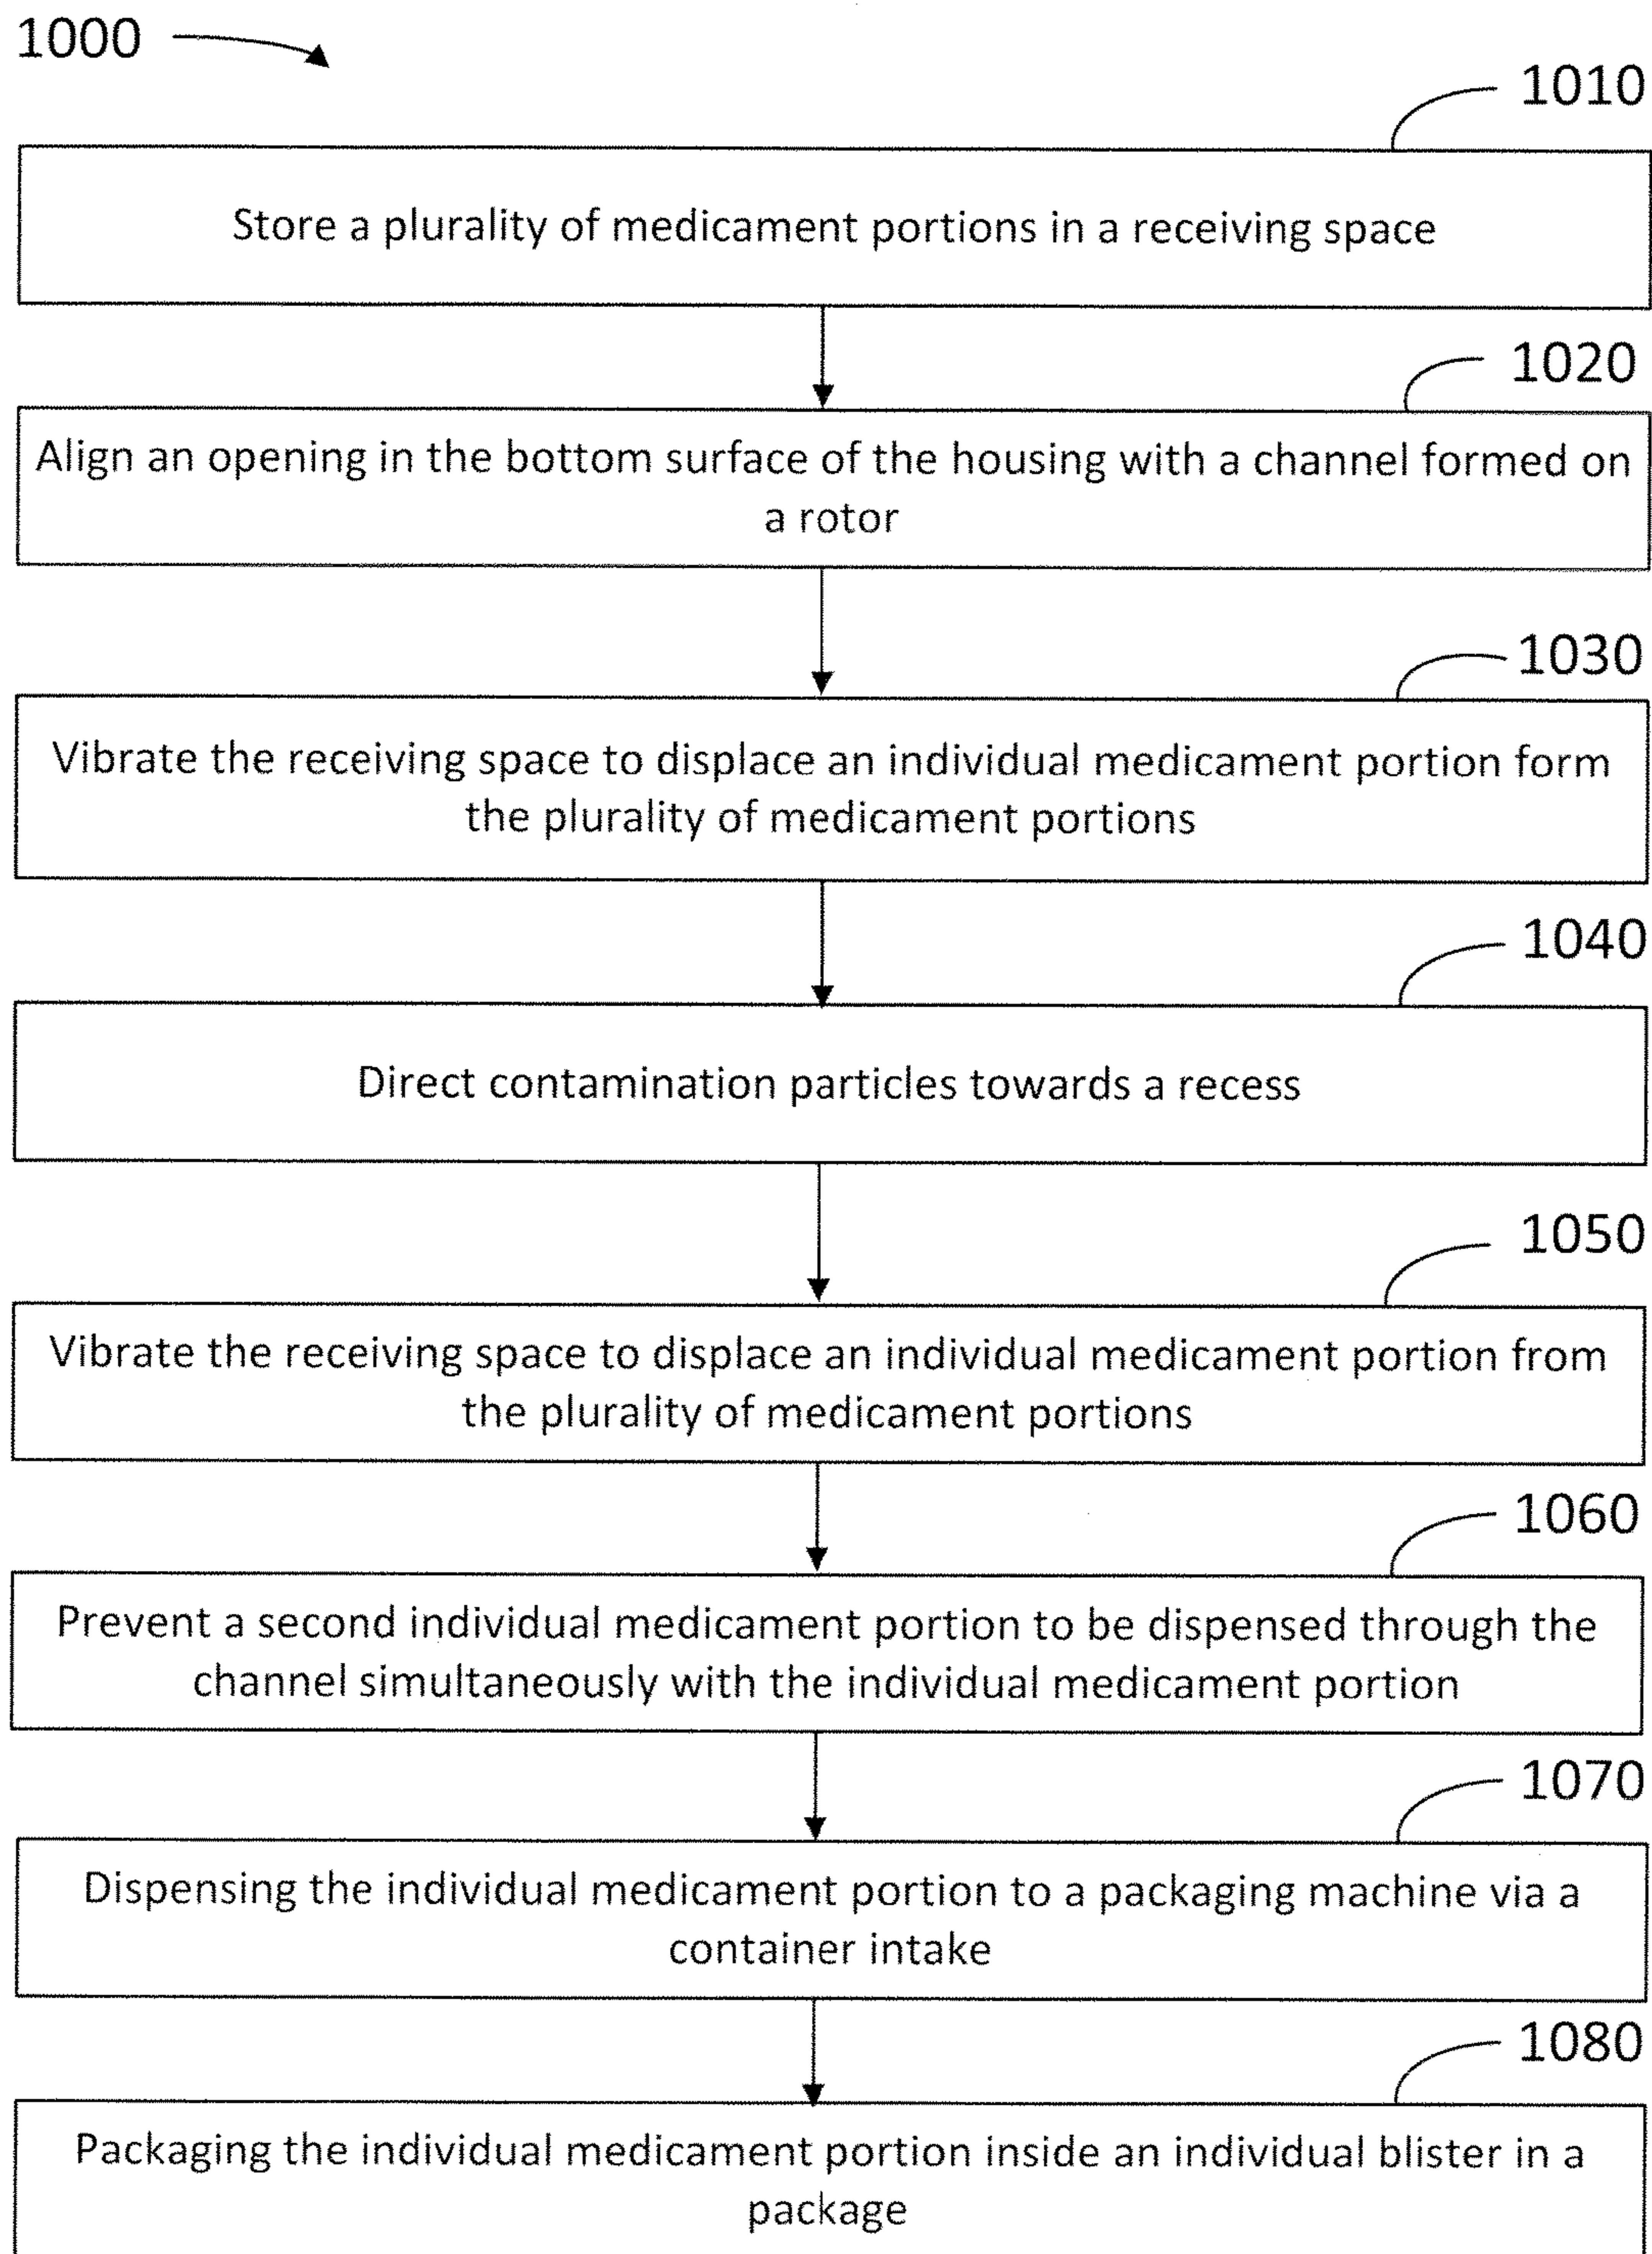 1000
1010
Store a plurality of medicament portions in a receiving space
1020
Align an opening in the bottom surface of the housing with a channel formed on
a rotor
1030
Vibrate the receiving space to displace an individual medicament portion form
the plurality of medicament portions
1040
Direct contamination particles towards a recess
1050
Vibrate the receiving space to displace an individual medicament portion from
the plurality of medicament portions
1060
Prevent a second individual medicament portion to be dispensed through the
channel simultaneously with the individual medicament portion
1070
Dispensing the individual medicament portion to a packaging machine via a
container intake
1080
Packaging the individual medicament portion inside an individual blister in a
package